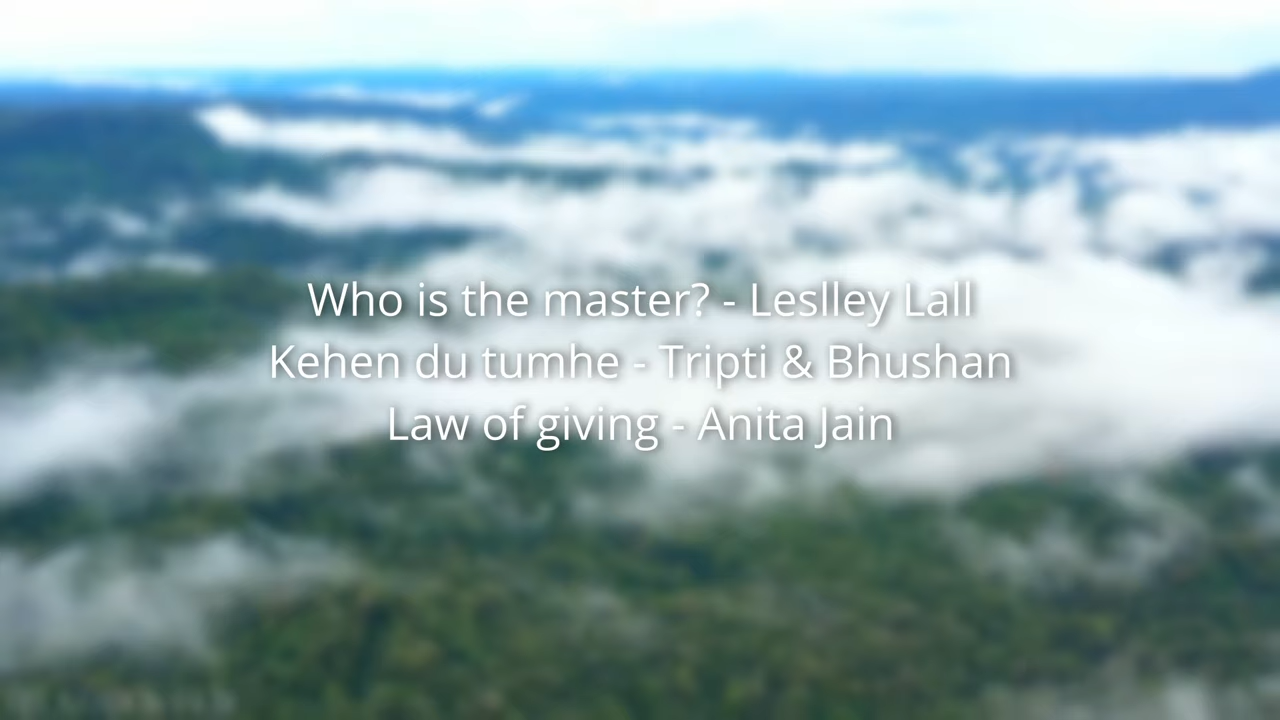 Who is the master? - Leslley Lall
Kehen du tumhe - Tripti & Bhushan
Law of giving - Anita Jain